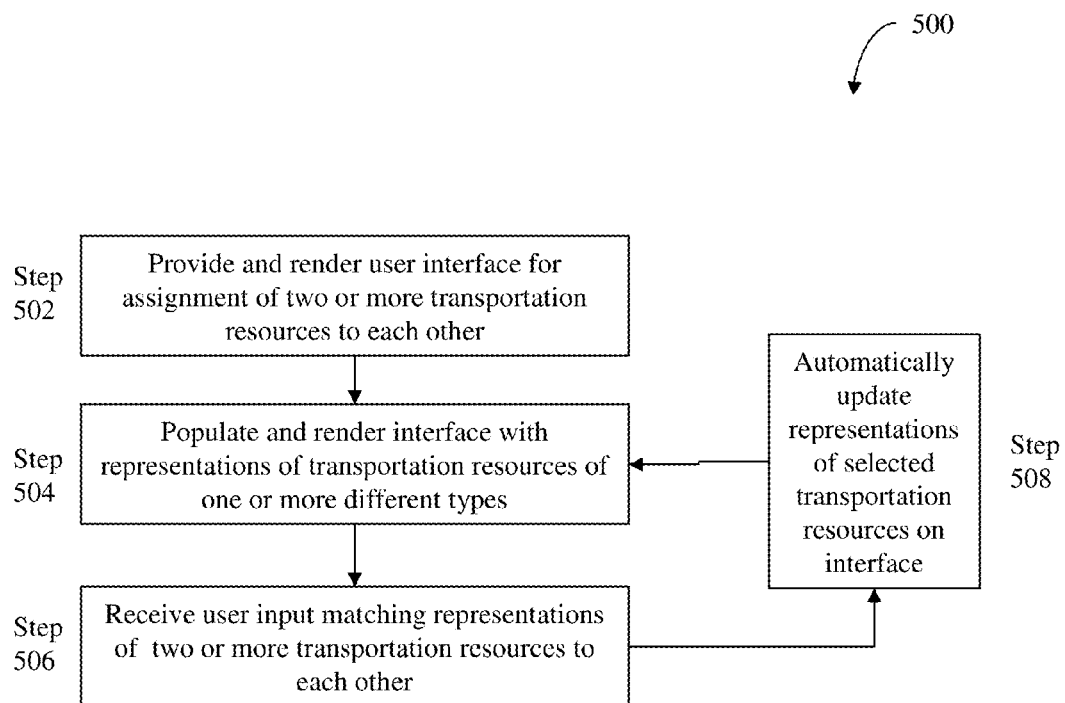 500
Step
502
Provide and render user interface for
assignment of two or more transportation
resources to each other
Step
504
Populate and render interface with
representations of transportation resources of
one or more different types
Automatically
update
representations
of selected
transportation
resources on
interface
Step
508
Step
506
Receive user input matching representations
of two or more transportation resources to
each other